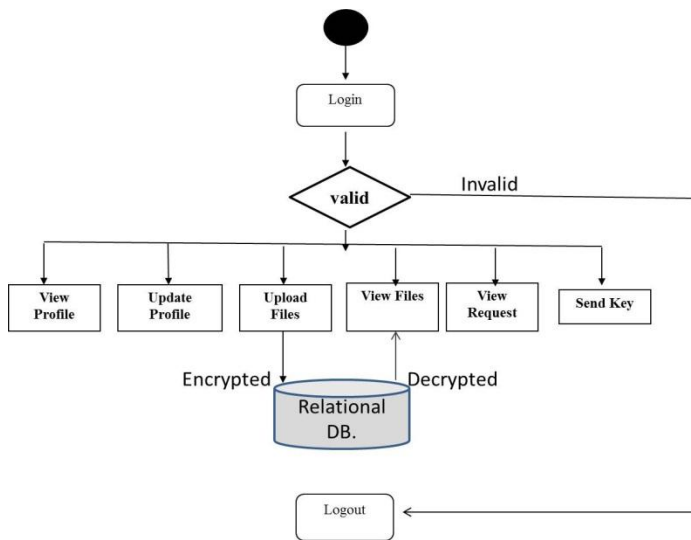 Login
valid
Invalid
View
Profile
Update
Profile
Upload
Files
View Files
View
Request
Send Key
Encrypted
Decrypted
Relational
DB.
Logout